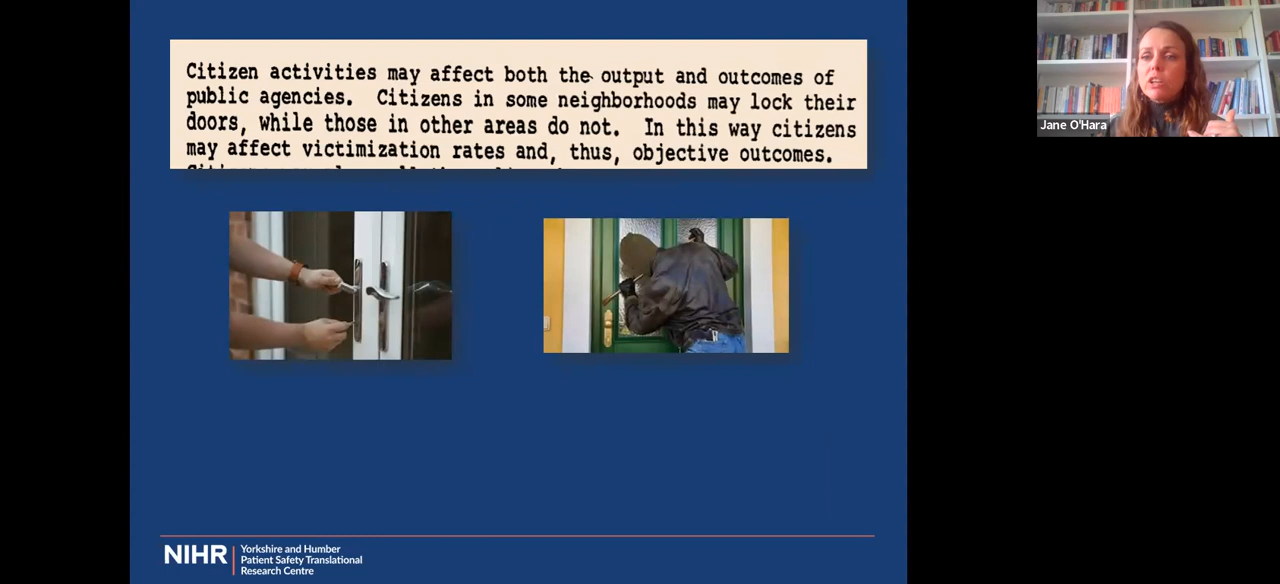 Citizen activities may affect both the output and outcomes of
public agencies. Citizens in some neighborhoods may lock their
doors, while those in other areas do not. In this way citizens
may affect victimization rates and, thus, objective outcomes.
Jane O'Hara
NIHR
Yorkshire and Humber
Patient Safety Translational
Research Centre